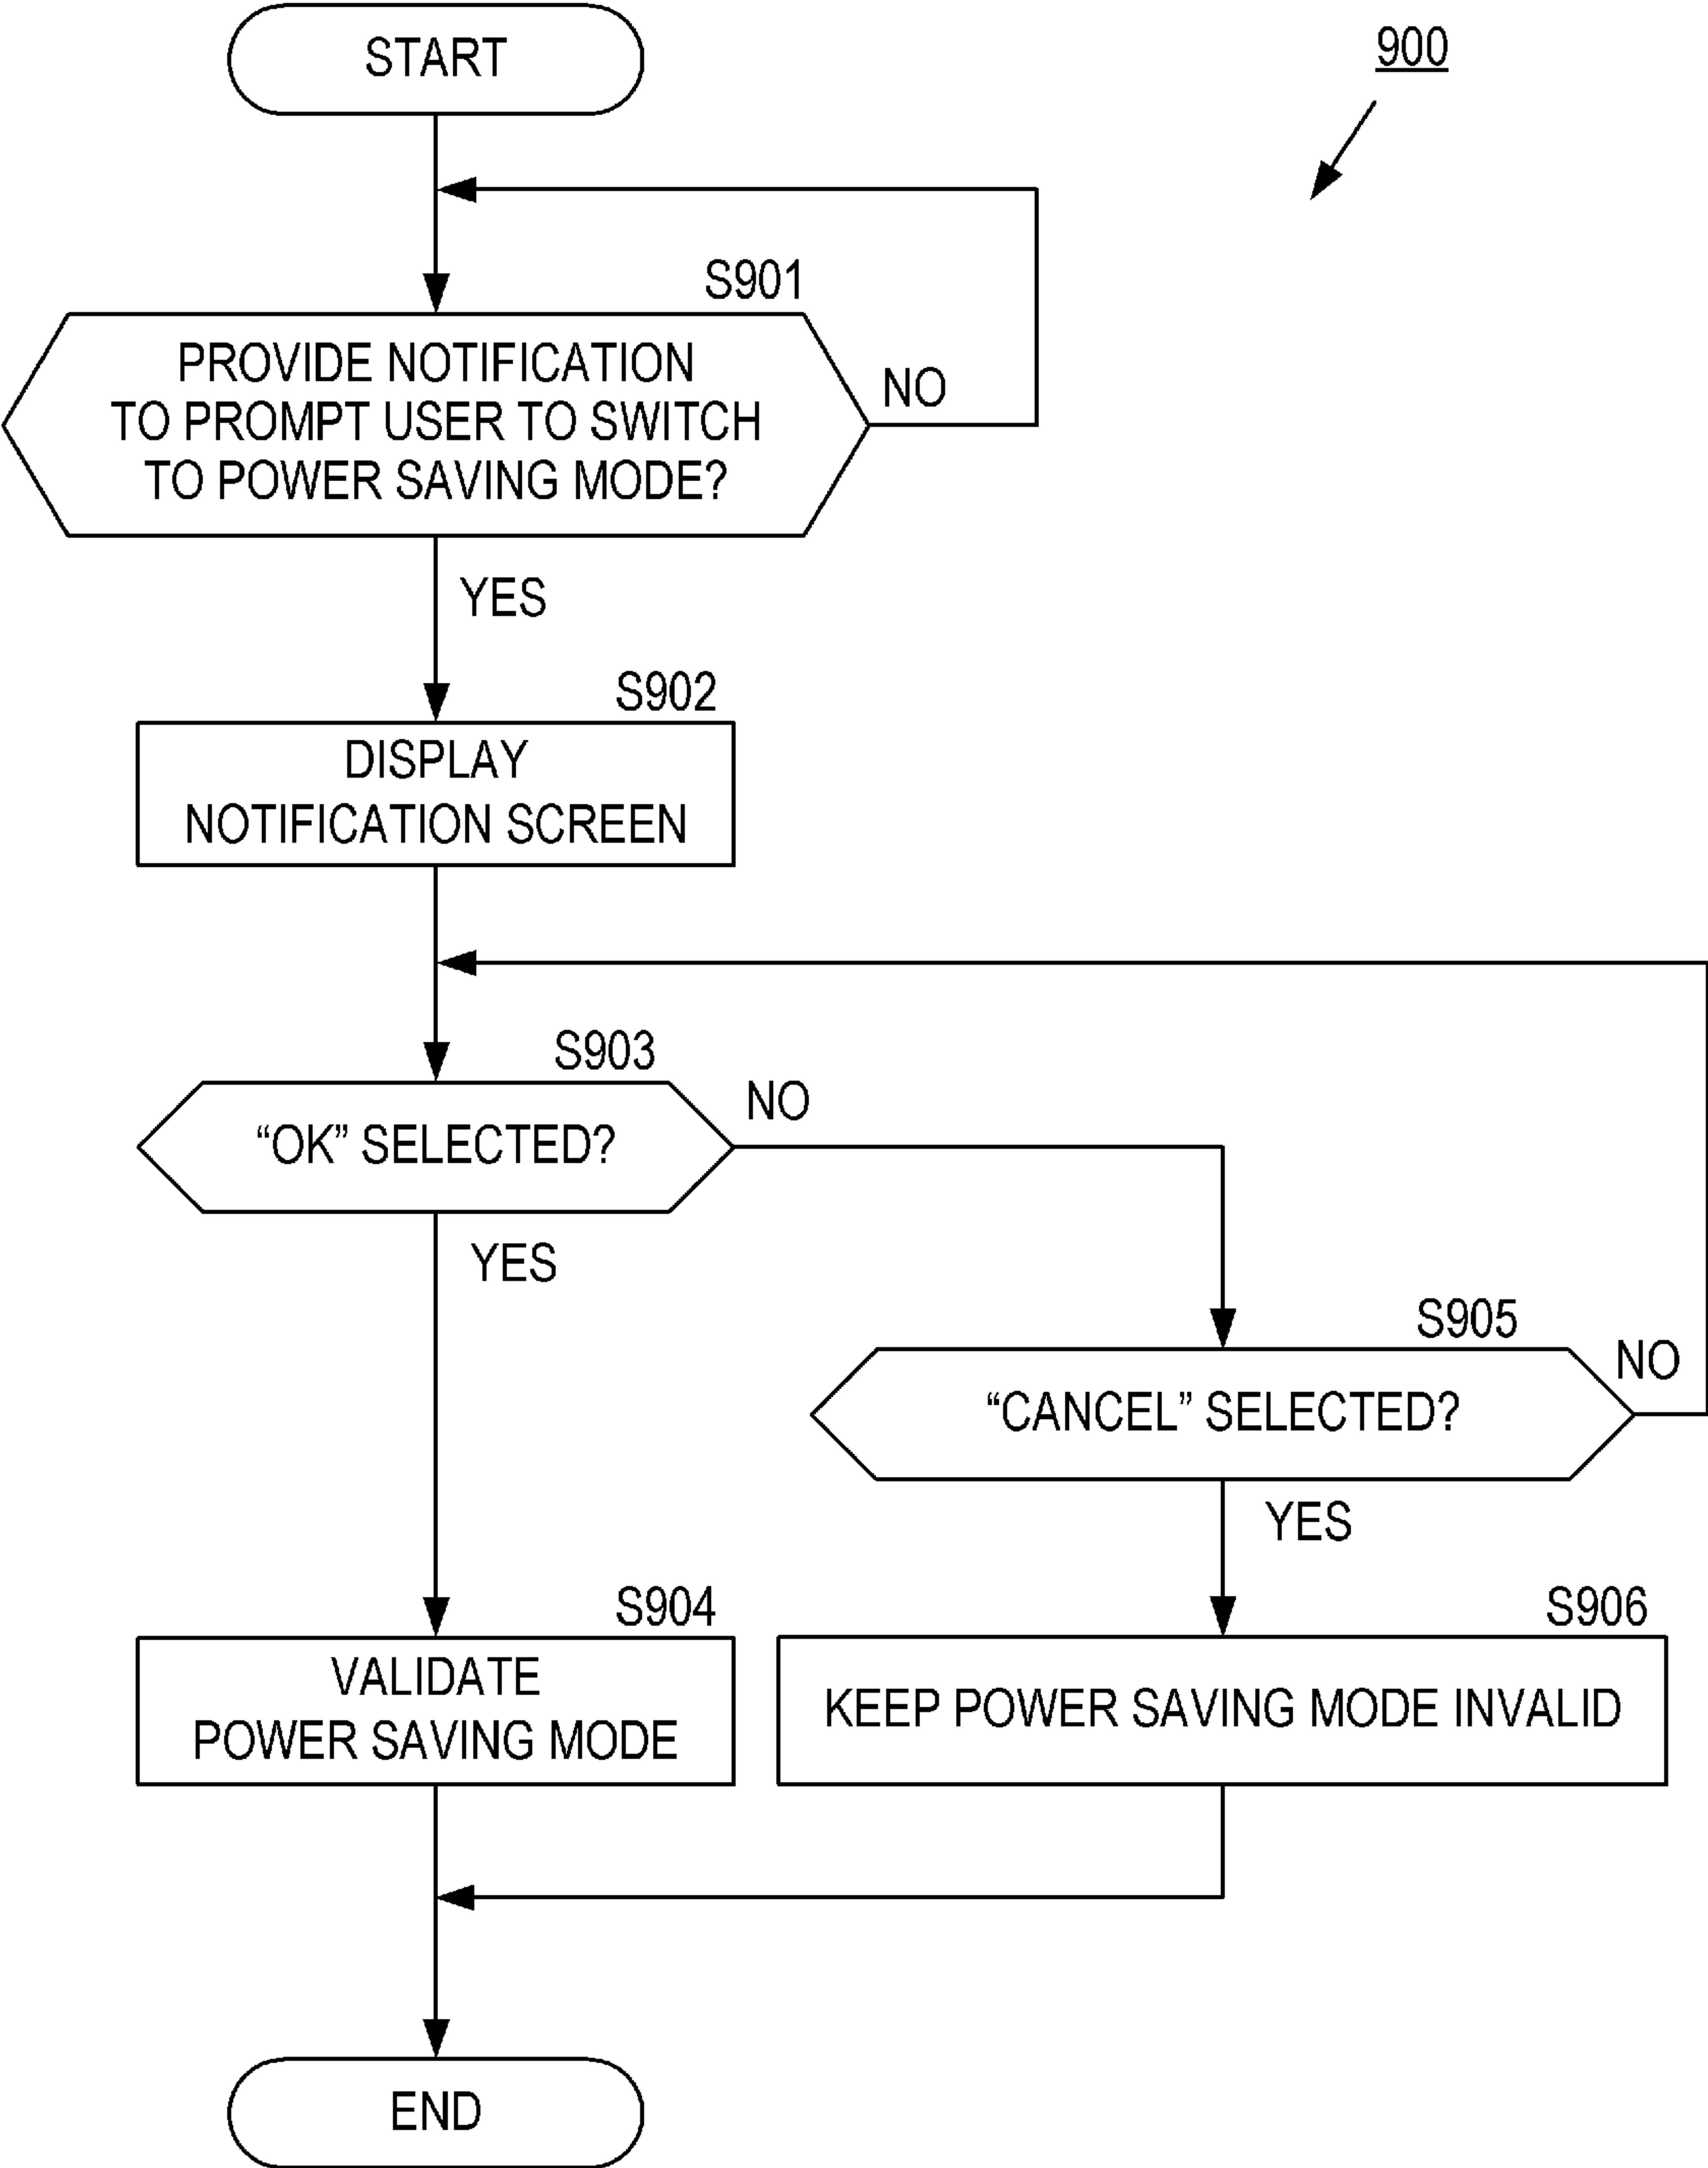 START
900
S901
PROVIDE NOTIFICATION
TO PROMPT USER TO SWITCH
TO POWER SAVING MODE?
NO
YES
S902
DISPLAY
NOTIFICATION SCREEN
S903
“OK” SELECTED?
NO
YES
S905
“CANCEL” SELECTED?
NO
YES
S904
VALIDATE
POWER SAVING MODE
S906
KEEP POWER SAVING MODE INVALID
END